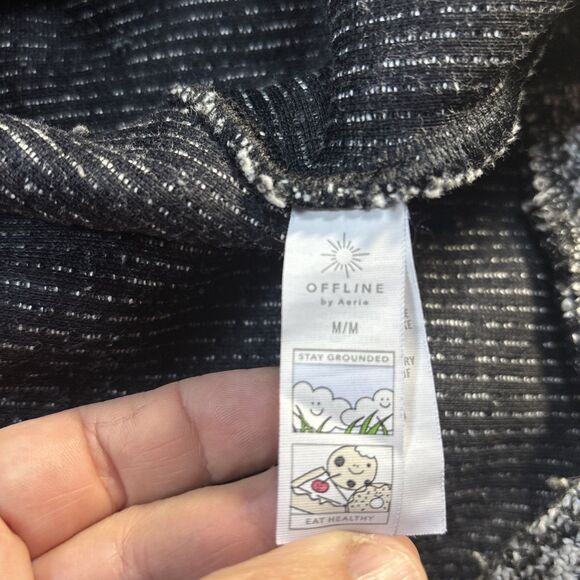 OFFLINE
by Aerie
M/M
STAY GROUNDED
EAT HEALTHY